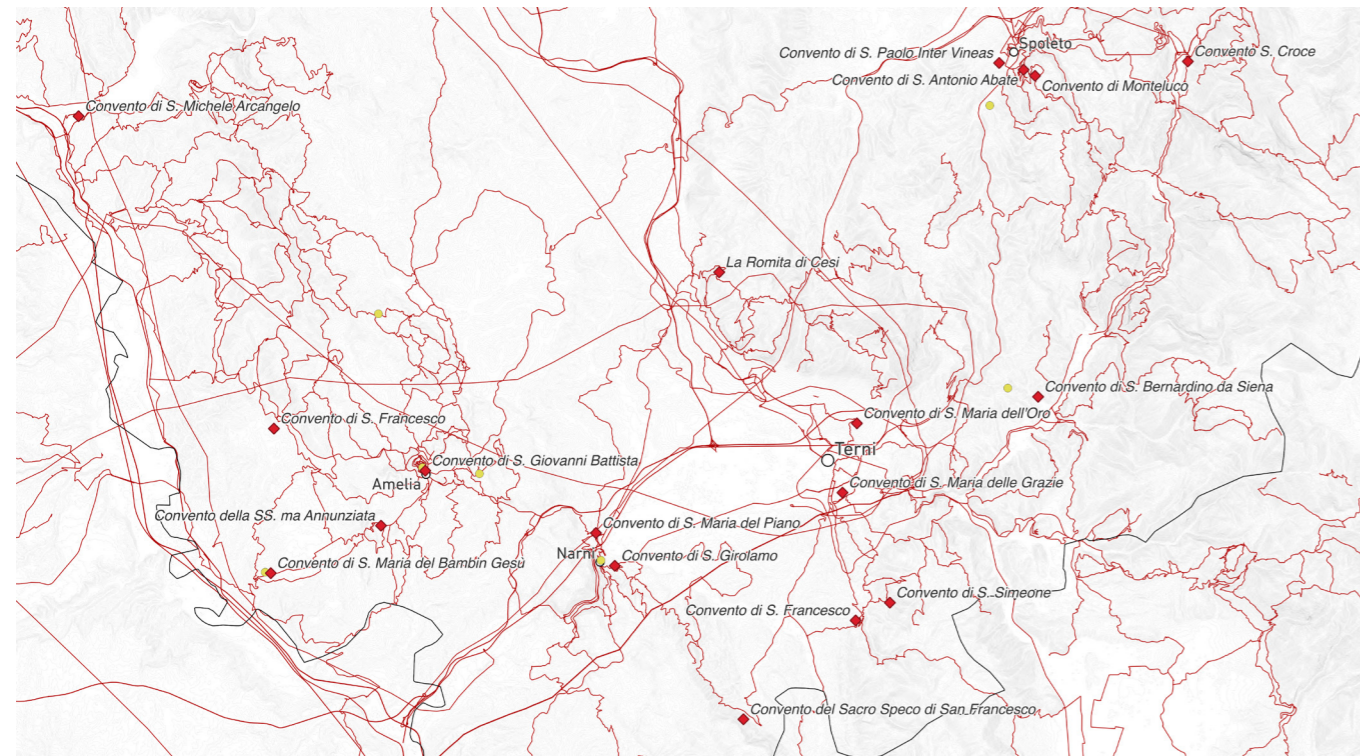 Spoleto
Convento di S. Paolo Inter Vineas
Convento S. Croce
Convento di S. Antonio Abate
Convento di Monteluco
Convento di S. Michele Arcangelo
La Romita di Cesi
Convento di S. Bernardino da Siena
Convento di S. Francesco
Convento di S. Maria dell'Oro
Terni
Convento di S. Giovanni Battista
Amelia
Convento di S. Maria delle Grazie
Convento della SS. ma Annunziata
Convento di S. Maria del Piano
Narni
Convento di S. Girolamo
Convento di S. Maria del Bambin Gesù
Convento di S. Simeone
Convento di S. Francesco
Convento del Sacro Speco di San Francesco